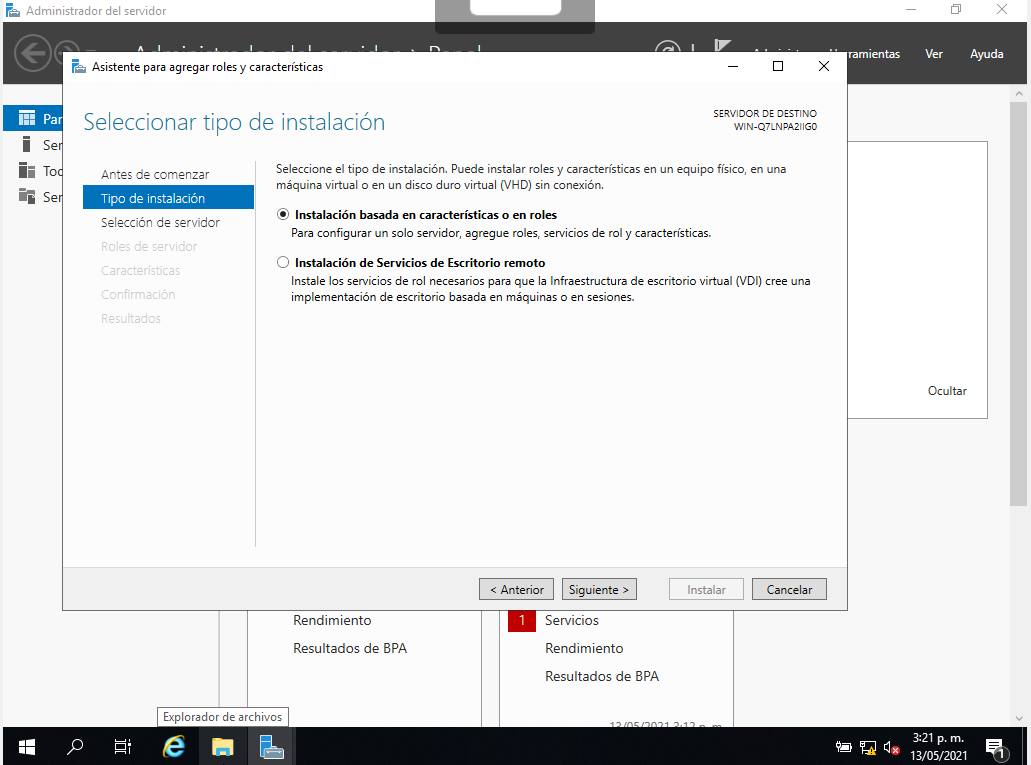 Administrador del servidor
Administrador del servidor
Panel
Ver
Ayuda
Asistente para agregar roles y características
Seleccionar tipo de instalación
SERVIDOR DE DESTINO
WIN-Q7LNPA2IIG0
Antes de comenzar
Tipo de instalación
Selección de servidor
Roles de servidor
Características
Confirmación
Resultados
Seleccione el tipo de instalación. Puede instalar roles y características en un equipo físico, en una
máquina virtual o en un disco duro virtual (VHD) sin conexión.
Instalación basada en características o en roles
Para configurar un solo servidor, agregue roles, servicios de rol y características.
Instalación de Servicios de Escritorio remoto
Instale los servicios de rol necesarios para que la Infraestructura de escritorio virtual (VDI) cree una
implementación de escritorio basada en máquinas o en sesiones.
Ocultar
< Anterior
Siguiente >
Instalar
Cancelar
Rendimiento
Resultados de BPA
1 Servicios
Rendimiento
Resultados de BPA
13/05/2021 3:12 p. m.
Explorador de archivos
3:21 p. m.
13/05/2021
1